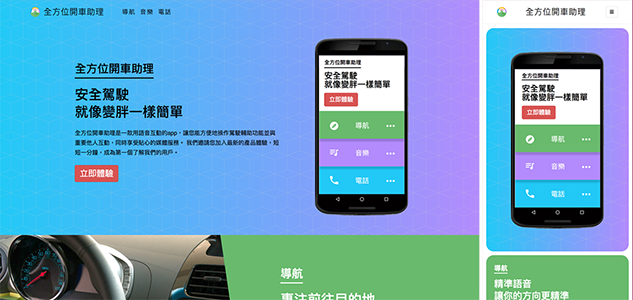 全方位開車助理
導航 音樂 電話
全方位開車助理
安全駕駛
就像變胖一樣簡單
全方位開車助理是一款用語音互動的app，讓您能方便地操作駕駛輔助功能並與
重要他人互動，同時享受貼心的媒體服務。 我們邀請您加入最新的產品體驗，短
短一分鐘，成為第一個了解我們的用戶。
立即體驗
全方位開車助理
安全駕駛
就像變胖一樣簡單
立即體驗
導航
音樂
電話
導航
專注前往目的地
全方位開車助理
全方位開車助理
安全駕駛
就像變胖一樣簡單
立即體驗
導航
音樂
電話
導航
精準語音
讓你的方向更精準